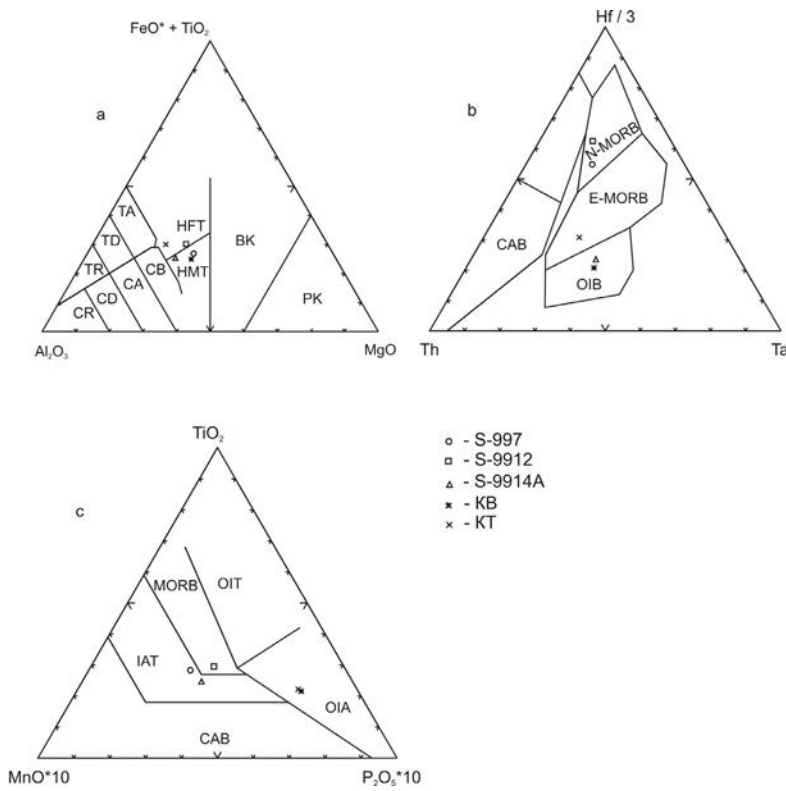 FeO* + TiO₂
a
TA
TD
TR
HFT
CB
HMT
CA
CD
CR
BK
PK
Al₂O₃
MgO
Hf / 3
b
N-MORB
E-MORB
CAB
OIB
Th
Ta
TiO₂
c
MORB
OIT
IAT
OIA
CAB
MnO*10
P₂O₅*10
- S-997
- S-9912
- S-9914A
- KB
- KT